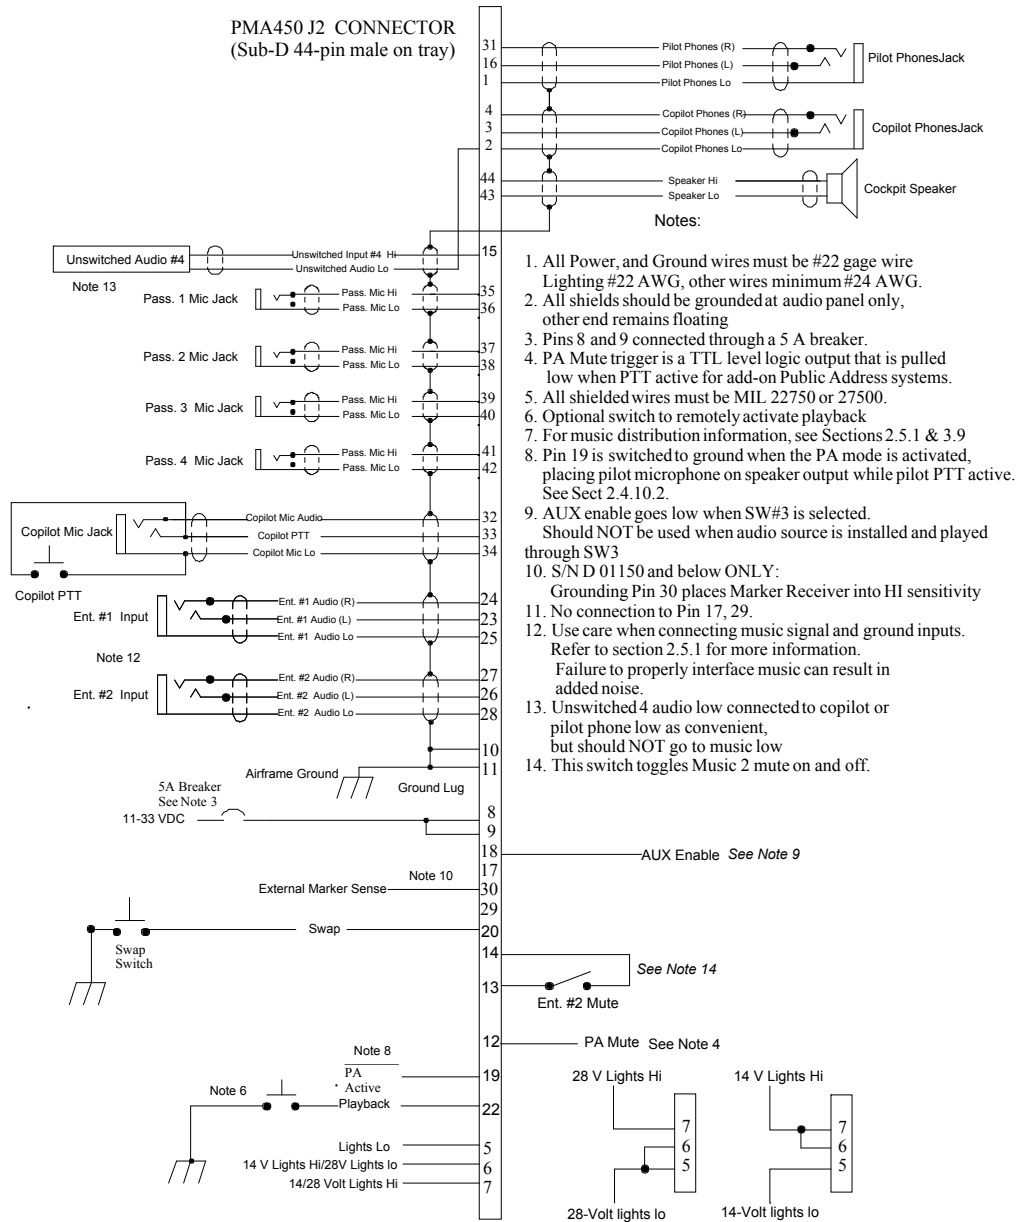 PMA450 J2 CONNECTOR
(Sub-D 44-pin male on tray)
31
16
1
Pilot Phones (R)
Pilot Phones (L)
Pilot Phones Lo
Pilot PhonesJack
4
3
2
Copilot Phones (R)
Copilot Phones (L)
Copilot Phones Lo
Copilot PhonesJack
44
43
Speaker Hi
Speaker Lo
Cockpit Speaker
Unswitched Audio #4
Note 13
Unswitched Input #4 Hi
Unswitched Audio Lo
15
Pass. 1 Mic Jack
Pass. Mic Hi
Pass. Mic Lo
35
36
Pass. 2 Mic Jack
Pass. Mic Hi
Pass. Mic Lo
37
38
Pass. 3 Mic Jack
Pass. Mic Hi
Pass. Mic Lo
39
40
Pass. 4 Mic Jack
Pass. Mic Hi
Pass. Mic Lo
41
42
Copilot Mic Jack
Copilot PTT
Copilot Mic Audio
Copilot PTT
Copilot Mic Lo
32
33
34
Ent. #1 Input
Ent. #1 Audio (R)
Ent. #1 Audio (L)
Ent. #1 Audio Lo
24
23
25
Note 12
Ent. #2 Input
Ent. #2 Audio (R)
Ent. #2 Audio (L)
Ent. #2 Audio Lo
27
26
28
10
11
Airframe Ground
Ground Lug
5A Breaker
See Note 3
11-33 VDC
8
9
18
17
30
29
20
AUX Enable See Note 9
Note 10
External Marker Sense
Swap
Swap
Switch
14
13
See Note 14
Ent. #2 Mute
12
PA Mute See Note 4
Note 8
PA
Active
19
Note 6
Playback
22
Lights Lo
14 V Lights Hi/28V Lights lo
14/28 Volt Lights Hi
5
6
7
Notes:
1. All Power, and Ground wires must be #22 gage wire
Lighting #22 AWG, other wires minimum #24 AWG.
2. All shields should be grounded at audio panel only,
other end remains floating
3. Pins 8 and 9 connected through a 5 A breaker.
4. PA Mute trigger is a TTL level logic output that is pulled
low when PTT active for add-on Public Address systems.
5. All shielded wires must be MIL 22750 or 27500.
6. Optional switch to remotely activate playback
7. For music distribution information, see Sections 2.5.1 & 3.9
8. Pin 19 is switched to ground when the PA mode is activated,
placing pilot microphone on speaker output while pilot PTT active.
See Sect 2.4.10.2.
9. AUX enable goes low when SW#3 is selected.
Should NOT be used when audio source is installed and played
through SW3
10. S/N D 01150 and below ONLY:
Grounding Pin 30 places Marker Receiver into HI sensitivity
11. No connection to Pin 17, 29.
12. Use care when connecting music signal and ground inputs.
Refer to section 2.5.1 for more information.
Failure to properly interface music can result in
added noise.
13. Unswitched 4 audio low connected to copilot or
pilot phone low as convenient,
but should NOT go to music low
14. This switch toggles Music 2 mute on and off.
28 V Lights Hi
7
6
5
28-Volt lights lo
14 V Lights Hi
7
6
5
14-Volt lights lo